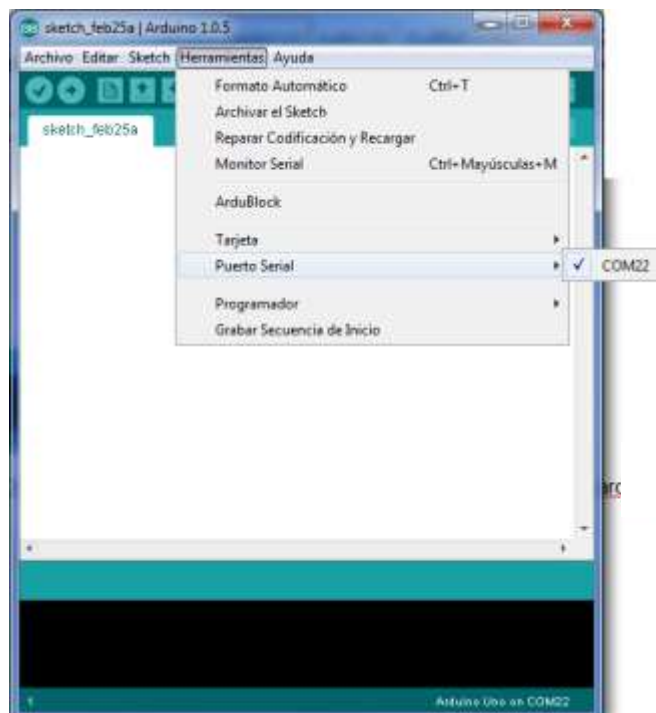 sketch_feb25a | Arduino 1.0.5
Archivo Editar Sketch Herramientas Ayuda
sketch_feb25a
Formato Automático Ctrl+T
Archivar el Sketch
Reparar Codificación y Recargar
Monitor Serial Ctrl+Mayúsculas+M
ArduBlock
Tarjeta
Puerto Serial
COM22
Programador
Grabar Secuencia de Inicio
arc
1
Arduino Uno on COM22